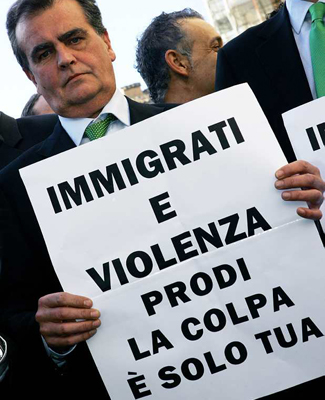 IMMIGRATI
E
VIOLENZA
PRODI
LA COLPA
È SOLO TUA